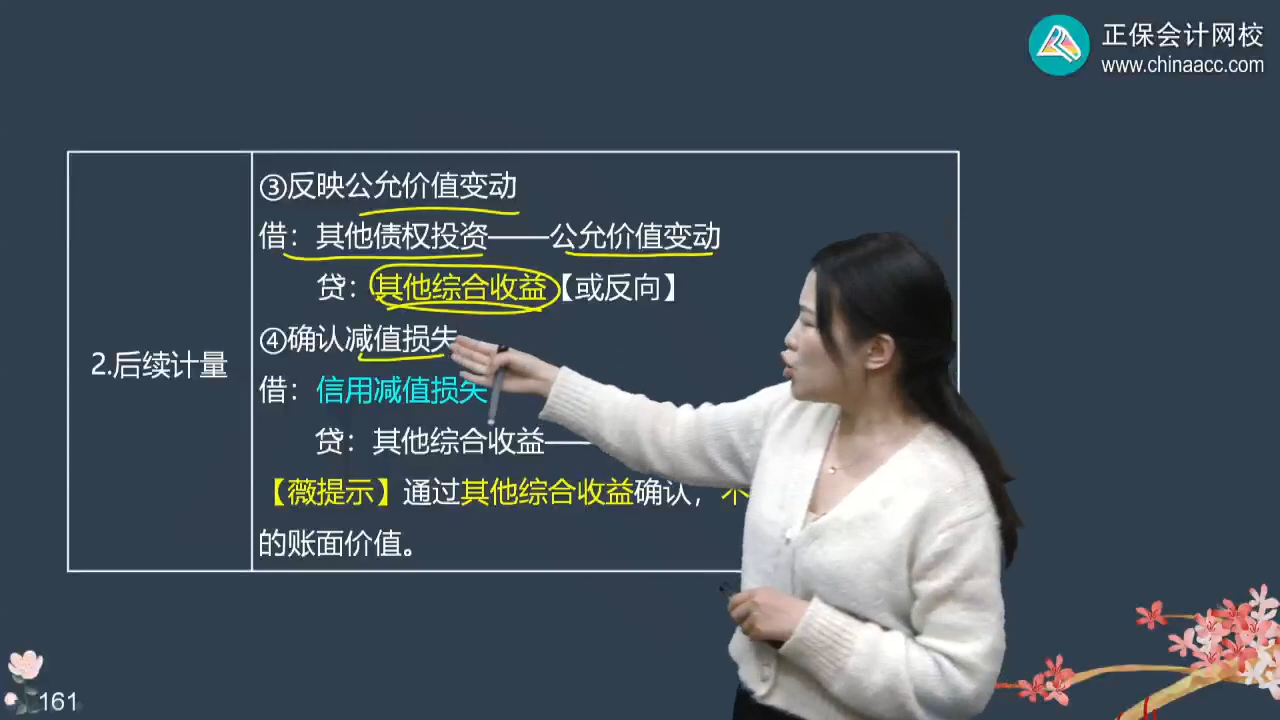 正保会计网校
www.chinaacc.com
③反映公允价值变动
借：其他债权投资——公允价值变动
贷：其他综合收益【或反向】
④确认减值损失
2.后续计量
借：信用减值损失
贷：其他综合收益——
【薇提示】通过其他综合收益确认，不
的账面价值。
161